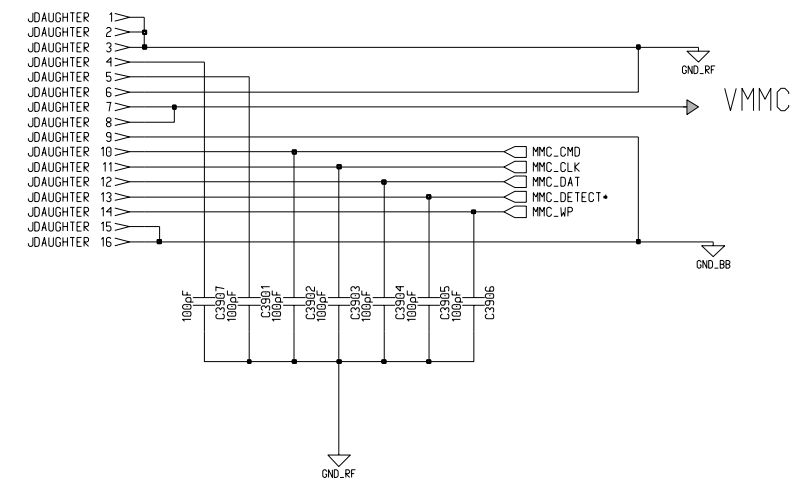 JDAUGHTER 1
JDAUGHTER 2
JDAUGHTER 3
JDAUGHTER 4
GND_RF
JDAUGHTER 5
JDAUGHTER 6
JDAUGHTER 7
VMMC
JDAUGHTER 8
JDAUGHTER 9
JDAUGHTER 10 MMC_CMD
JDAUGHTER 11 MMC_CLK
JDAUGHTER 12 MMC_DAT
JDAUGHTER 13 MMC_DETECT*
JDAUGHTER 14 MMC_WP
JDAUGHTER 15
JDAUGHTER 16
GND_BB
100pF
C3907
100pF
C3901
100pF
C3902
100pF
C3903
100pF
C3904
100pF
C3905
100pF
C3906
GND_RF